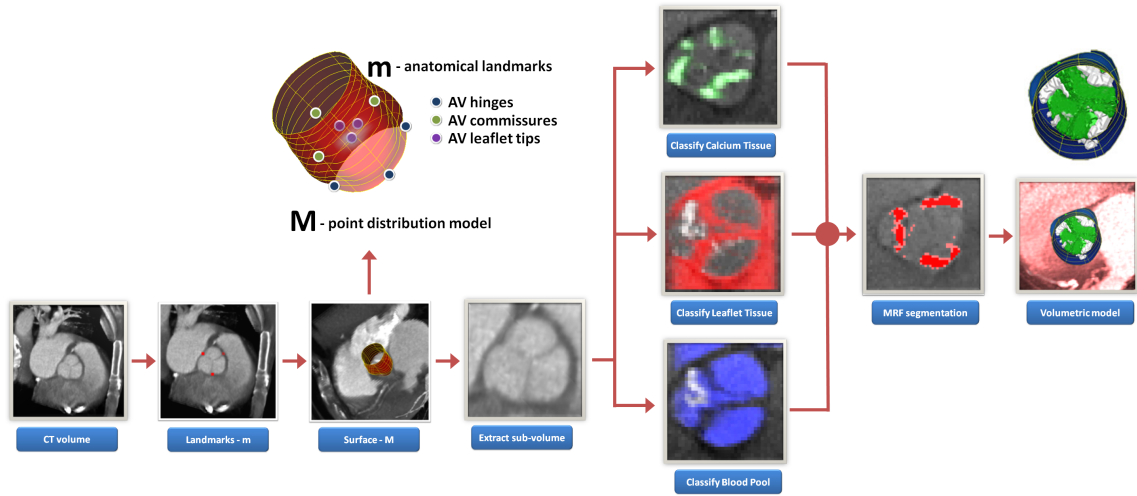 m - anatomical landmarks
AV hinges
AV commissures
AV leaflet tips
M - point distribution model
CT volume
Landmarks - m
Surface - M
Extract sub-volume
Classify Calcium Tissue
Classify Leaflet Tissue
Classify Blood Pool
MRF segmentation
Volumetric model